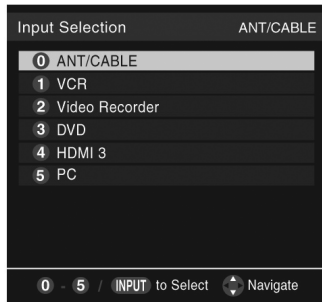 Input Selection ANT/CABLE
0 ANT/CABLE
1 VCR
2 Video Recorder
3 DVD
4 HDMI 3
5 PC
0 - 5 / INPUT to Select Navigate